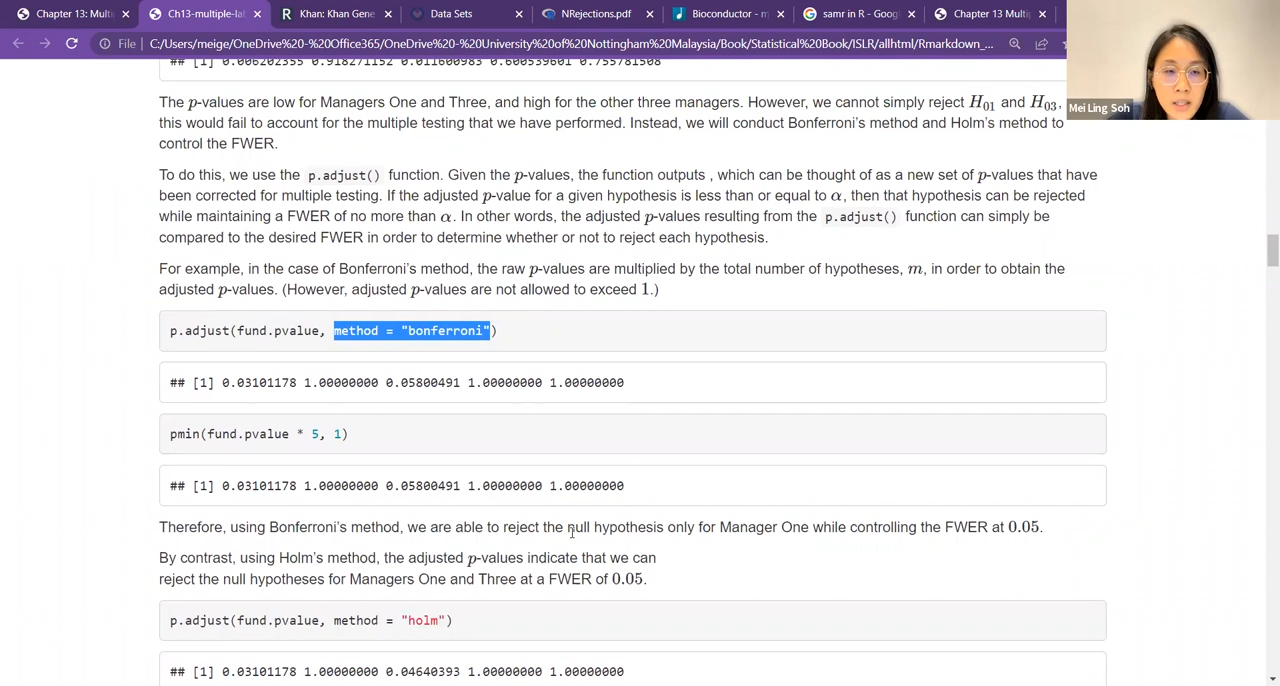 Chapter 13: Multi
Ch13-multiple-la
Khan: Khan Gene
Data Sets
NRejections.pdf
Bioconductor - m
samr in R - Goog
Chapter 13 Multi
File
C:/Users/meige/OneDrive%20-%20Office365/OneDrive%20-%20University%20of%20Nottingham%20Malaysia/Book/Statistical%20Book/ISLR/allhtml/Rmarkdown_...
Mei Ling Soh
## [1] 0.006202355 0.918271152 0.011600983 0.600539601 0.755781508
The p-values are low for Managers One and Three, and high for the other three managers. However, we cannot simply reject H01 and H03,
this would fail to account for the multiple testing that we have performed. Instead, we will conduct Bonferroni's method and Holm's method to
control the FWER.
To do this, we use the p.adjust() function. Given the p-values, the function outputs , which can be thought of as a new set of p-values that have
been corrected for multiple testing. If the adjusted p-value for a given hypothesis is less than or equal to α, then that hypothesis can be rejected
while maintaining a FWER of no more than α. In other words, the adjusted p-values resulting from the p.adjust() function can simply be
compared to the desired FWER in order to determine whether or not to reject each hypothesis.
For example, in the case of Bonferroni's method, the raw p-values are multiplied by the total number of hypotheses, m, in order to obtain the
adjusted p-values. (However, adjusted p-values are not allowed to exceed 1.)
p.adjust(fund.pvalue, method = "bonferroni")
## [1] 0.03101178 1.00000000 0.05800491 1.00000000 1.00000000
pmin(fund.pvalue * 5, 1)
## [1] 0.03101178 1.00000000 0.05800491 1.00000000 1.00000000
Therefore, using Bonferroni's method, we are able to reject the null hypothesis only for Manager One while controlling the FWER at 0.05.
By contrast, using Holm's method, the adjusted p-values indicate that we can
reject the null hypotheses for Managers One and Three at a FWER of 0.05.
p.adjust(fund.pvalue, method = "holm")
## [1] 0.03101178 1.00000000 0.04640393 1.00000000 1.00000000